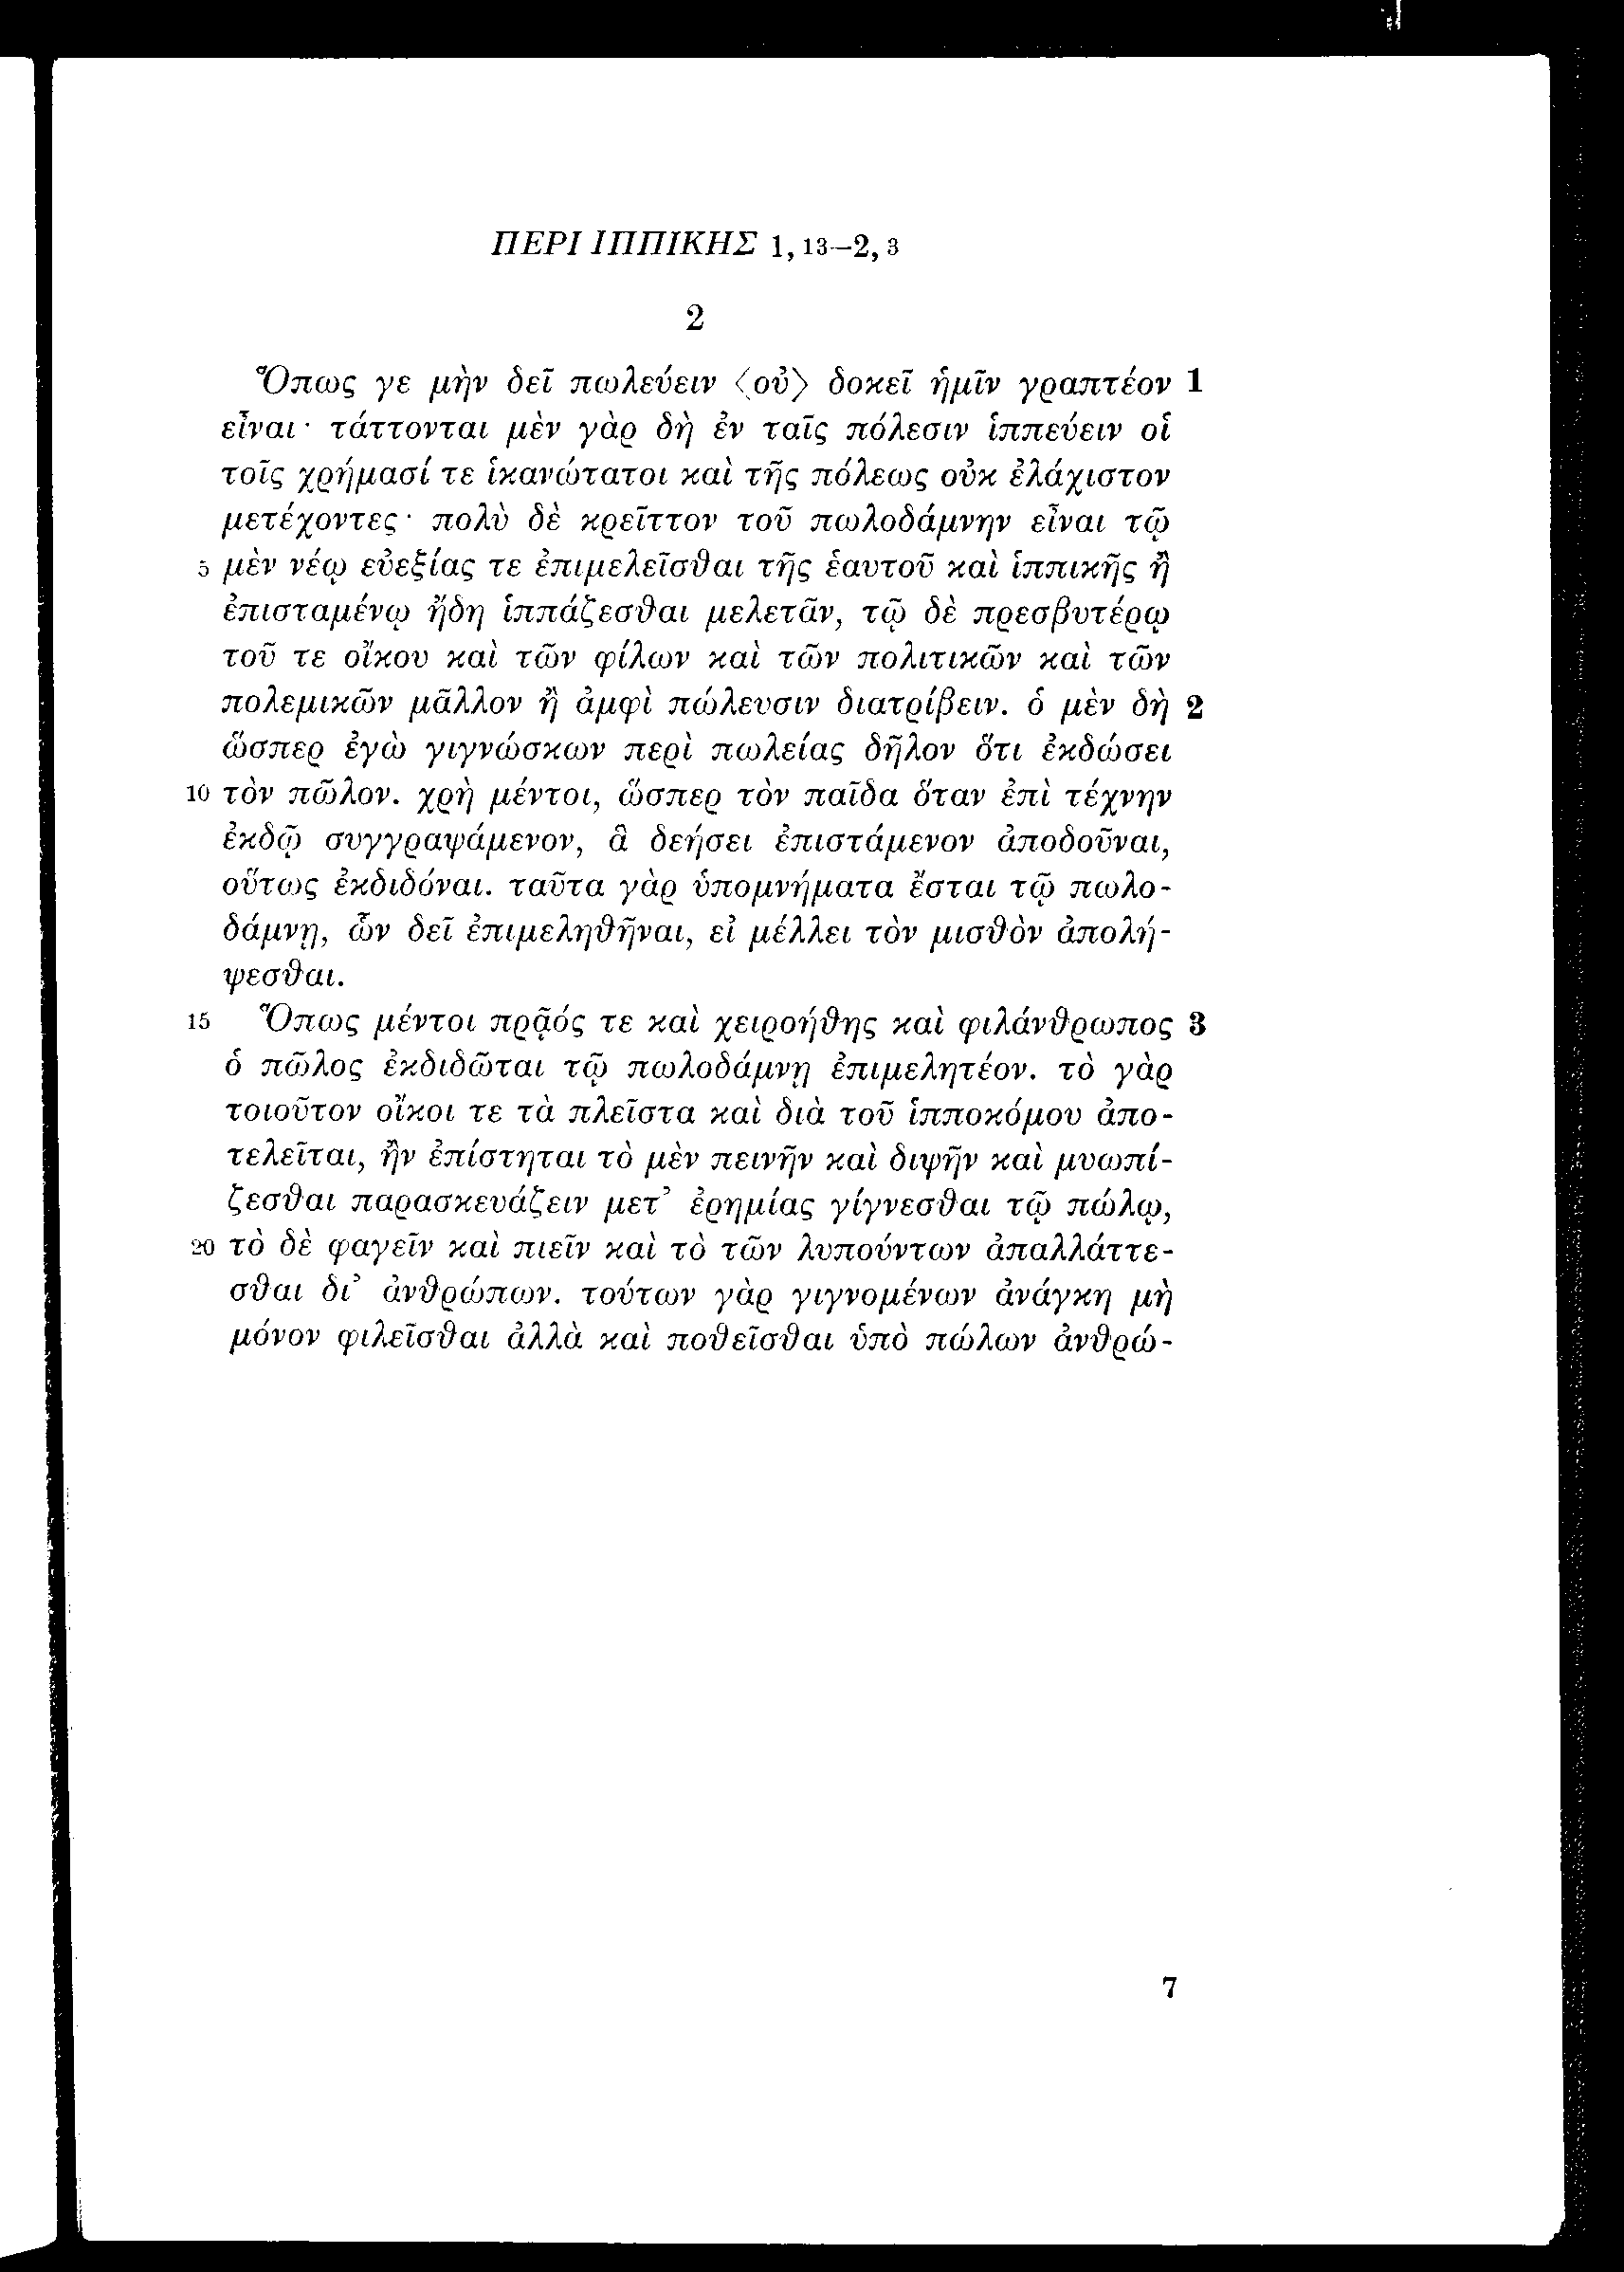 ΠΕΡΙ ΙΠΠΙΚΗΣ 1, 13–2, 3
2
Ὅπως γε μὴν δεῖ πωλεύειν ⟨οὐ⟩ δοκεῖ ἡμῖν γραπτέον 1
εἶναι· τάττονται μὲν γὰρ δὴ ἐν ταῖς πόλεσιν ἱππεύειν οἱ
τοῖς χρήμασί τε ἱκανώτατοι καὶ τῆς πόλεως οὐκ ἐλάχιστον
μετέχοντες· πολὺ δὲ κρεῖττον τοῦ πωλοδάμνην εἶναι τῷ
5 μὲν νέῳ εὐεξίας τε ἐπιμελεῖσθαι τῆς ἑαυτοῦ καὶ ἱππικῆς ἢ
ἐπισταμένῳ ἤδη ἱππάζεσθαι μελετᾶν, τῷ δὲ πρεσβυτέρῳ
τοῦ τε οἴκου καὶ τῶν φίλων καὶ τῶν πολιτικῶν καὶ τῶν
πολεμικῶν μᾶλλον ἢ ἀμφὶ πώλευσιν διατρίβειν. ὁ μὲν δὴ 2
ὥσπερ ἐγὼ γιγνώσκων περὶ πωλείας δῆλον ὅτι ἐκδώσει
10 τὸν πῶλον. χρὴ μέντοι, ὥσπερ τὸν παῖδα ὅταν ἐπὶ τέχνην
ἐκδῷ συγγραψάμενον, ἃ δεήσει ἐπιστάμενον ἀποδοῦναι,
οὕτως ἐκδιδόναι. ταῦτα γὰρ ὑπομνήματα ἔσται τῷ πωλο-
δάμνῃ, ὧν δεῖ ἐπιμεληθῆναι, εἰ μέλλει τὸν μισθὸν ἀπολή-
ψεσθαι.
15 Ὅπως μέντοι πρᾷός τε καὶ χειροήθης καὶ φιλάνθρωπος 3
ὁ πῶλος ἐκδιδῶται τῷ πωλοδάμνῃ ἐπιμελητέον. τὸ γὰρ
τοιοῦτον οἴκοι τε τὰ πλεῖστα καὶ διὰ τοῦ ἱπποκόμου ἀπο-
τελεῖται, ἢν ἐπίστηται τὸ μὲν πεινῆν καὶ διψῆν καὶ μυωπί-
ζεσθαι παρασκευάζειν μετ’ ἐρημίας γίγνεσθαι τῷ πώλῳ,
20 τὸ δὲ φαγεῖν καὶ πιεῖν καὶ τὸ τῶν λυπούντων ἀπαλλάττε-
σθαι δι’ ἀνθρώπων. τούτων γὰρ γιγνομένων ἀνάγκη μὴ
μόνον φιλεῖσθαι ἀλλὰ καὶ ποθεῖσθαι ὑπὸ πώλων ἀνθρώ-
7